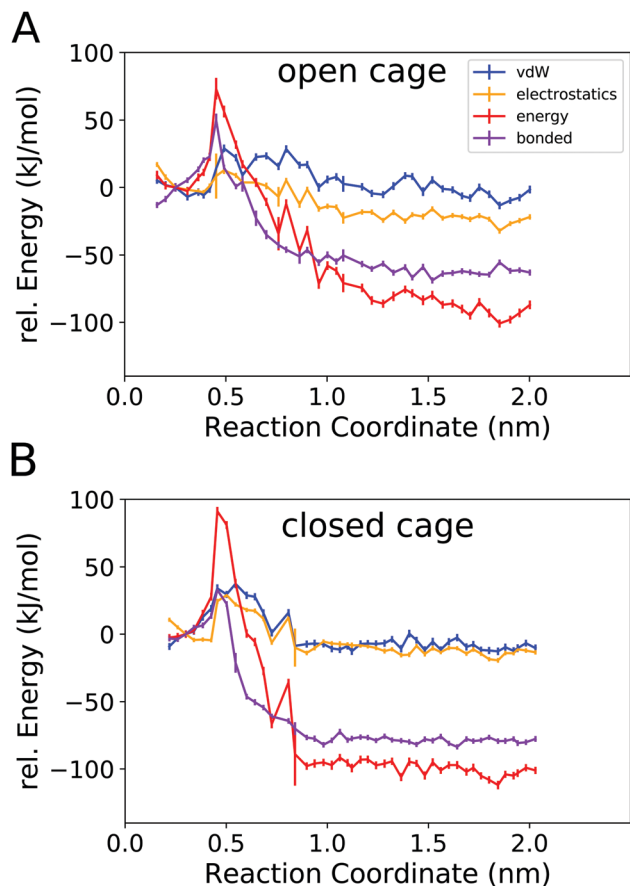 A
open cage
vdW
electrostatics
energy
bonded
rel. Energy (kJ/mol)
100
50
0
−50
−100
0.0 0.5 1.0 1.5 2.0
Reaction Coordinate (nm)
B
closed cage
rel. Energy (kJ/mol)
100
50
0
−50
−100
0.0 0.5 1.0 1.5 2.0
Reaction Coordinate (nm)